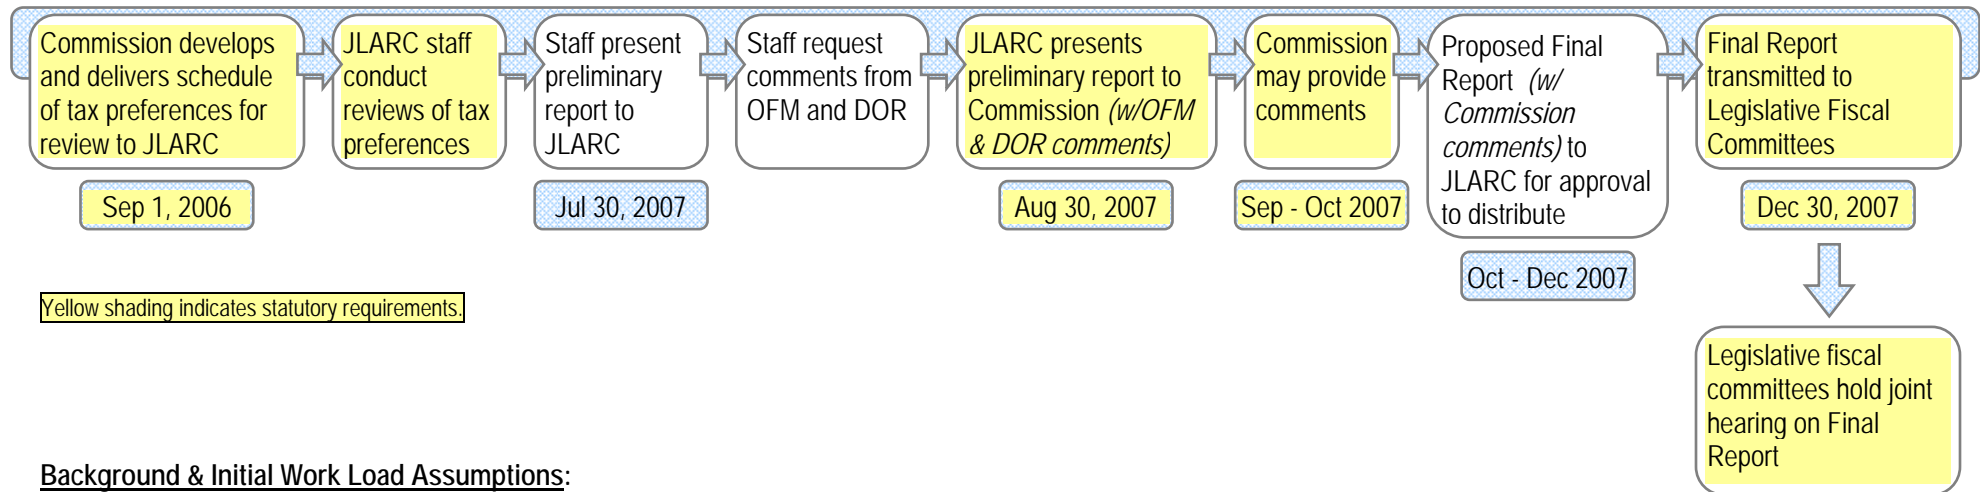 Commission develops
and delivers schedule
of tax preferences for
review to JLARC
JLARC staff
conduct
reviews of tax
preferences
Staff present
preliminary
report to
JLARC
Staff request
comments from
OFM and DOR
JLARC presents
preliminary report to
Commission (w/OFM
& DOR comments)
Commission
may provide
comments
Proposed Final
Report (w/
Commission
comments) to
JLARC for approval
to distribute
Final Report
transmitted to
Legislative Fiscal
Committees
Sep 1, 2006
Jul 30, 2007
Aug 30, 2007
Sep - Oct 2007
Dec 30, 2007
Oct - Dec 2007
Yellow shading indicates statutory requirements.
Legislative fiscal
committees hold joint
hearing on Final
Report
Background & Initial Work Load Assumptions: